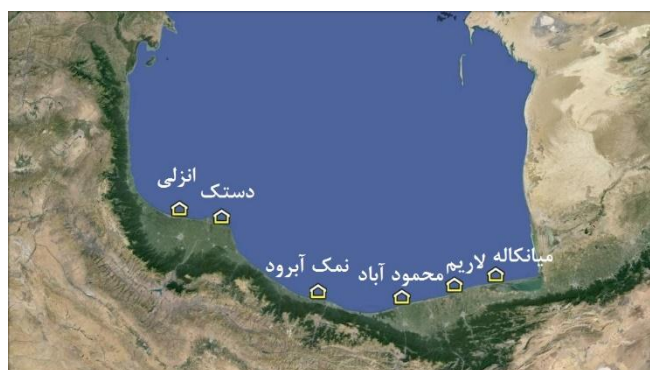 انزلی
دستک
نمک آبرود
محمود آباد
لاریم
میانکاله